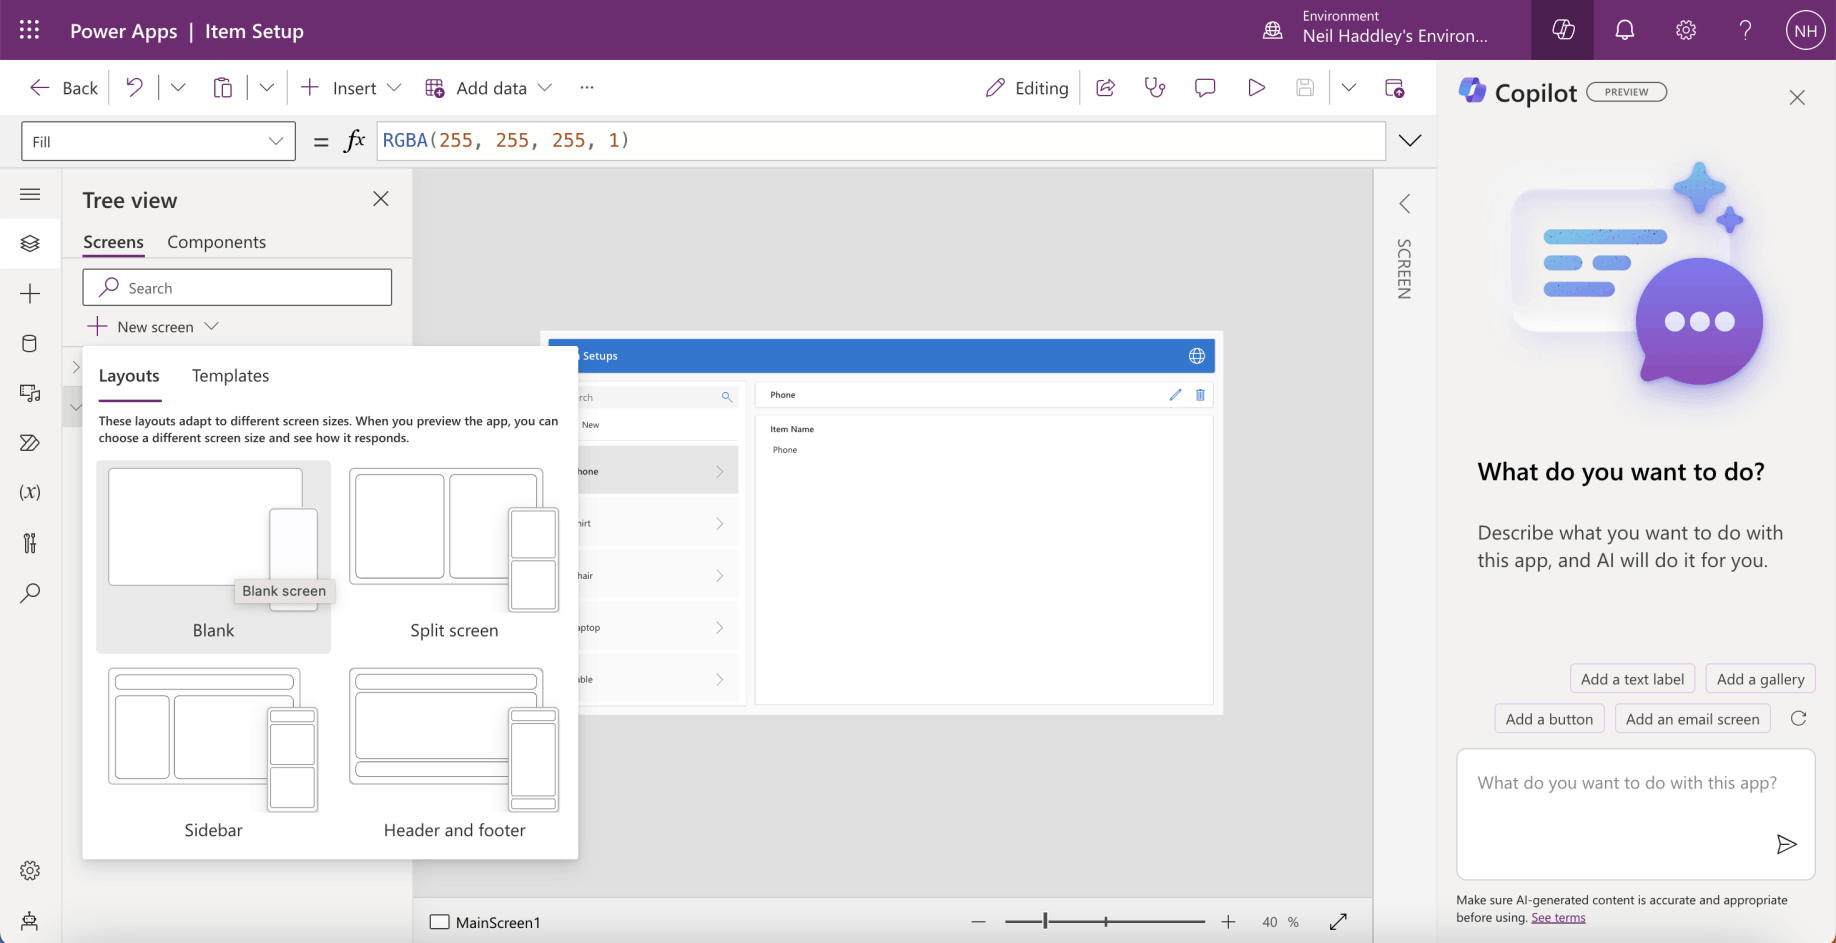 Power Apps | Item Setup
Environment
Neil Haddley's Environ...
NH
Back
Insert
Add data
...
Editing
Copilot PREVIEW
Fill
= fx RGBA(255, 255, 255, 1)
Tree view
Screens Components
Search
New screen
Layouts Templates
These layouts adapt to different screen sizes. When you preview the app, you can
choose a different screen size and see how it responds.
Blank screen
Blank
Split screen
Sidebar
Header and footer
Setups
rch
New
hone
hirt
hair
aptop
able
Phone
Item Name
Phone
SCREEN
What do you want to do?
Describe what you want to do with
this app, and AI will do it for you.
Add a text label Add a gallery
Add a button Add an email screen
What do you want to do with this app?
Make sure AI-generated content is accurate and appropriate
before using. See terms
MainScreen1
40 %
(x)